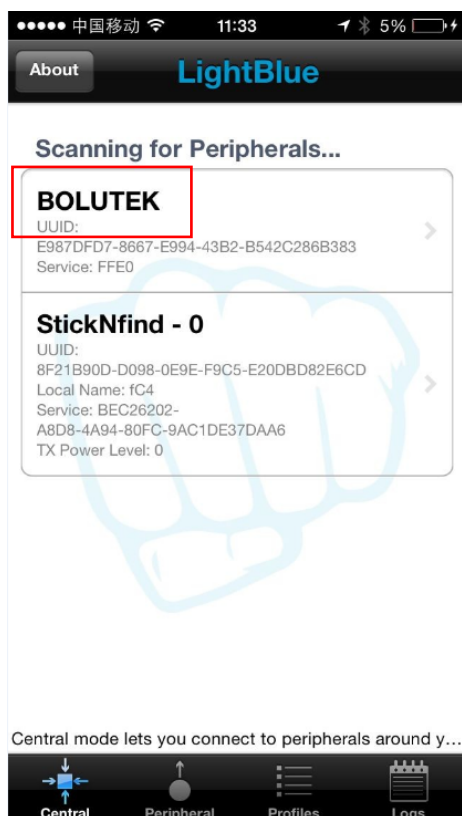 中国移动 11:33 5%
About LightBlue
Scanning for Peripherals...
BOLUTEK
UUID:
E987DFD7-8667-E994-43B2-B542C286B383
Service: FFE0
StickNfind - 0
UUID:
8F21B90D-D098-0E9E-F9C5-E20DBD82E6CD
Local Name: fC4
Service: BEC26202-
A8D8-4A94-80FC-9AC1DE37DAA6
TX Power Level: 0
Central mode lets you connect to peripherals around y...
Central Peripheral Profiles Logs